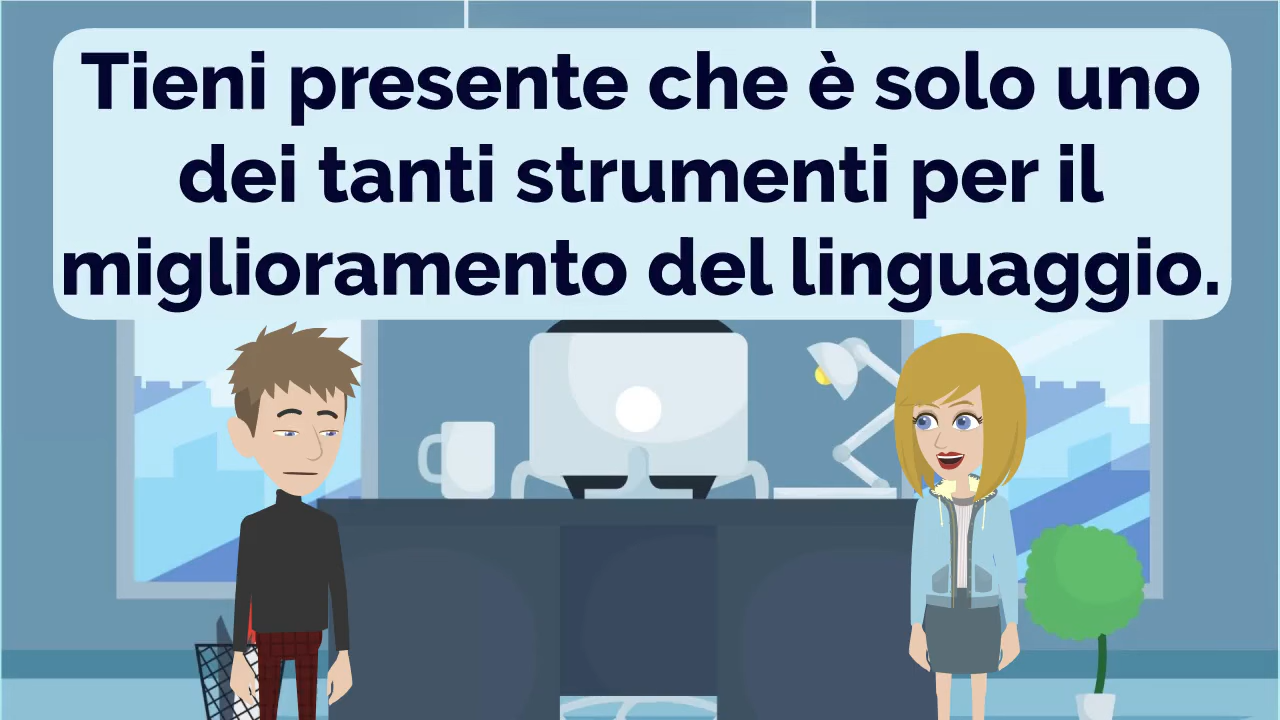 Tieni presente che è solo uno
dei tanti strumenti per il
miglioramento del linguaggio.